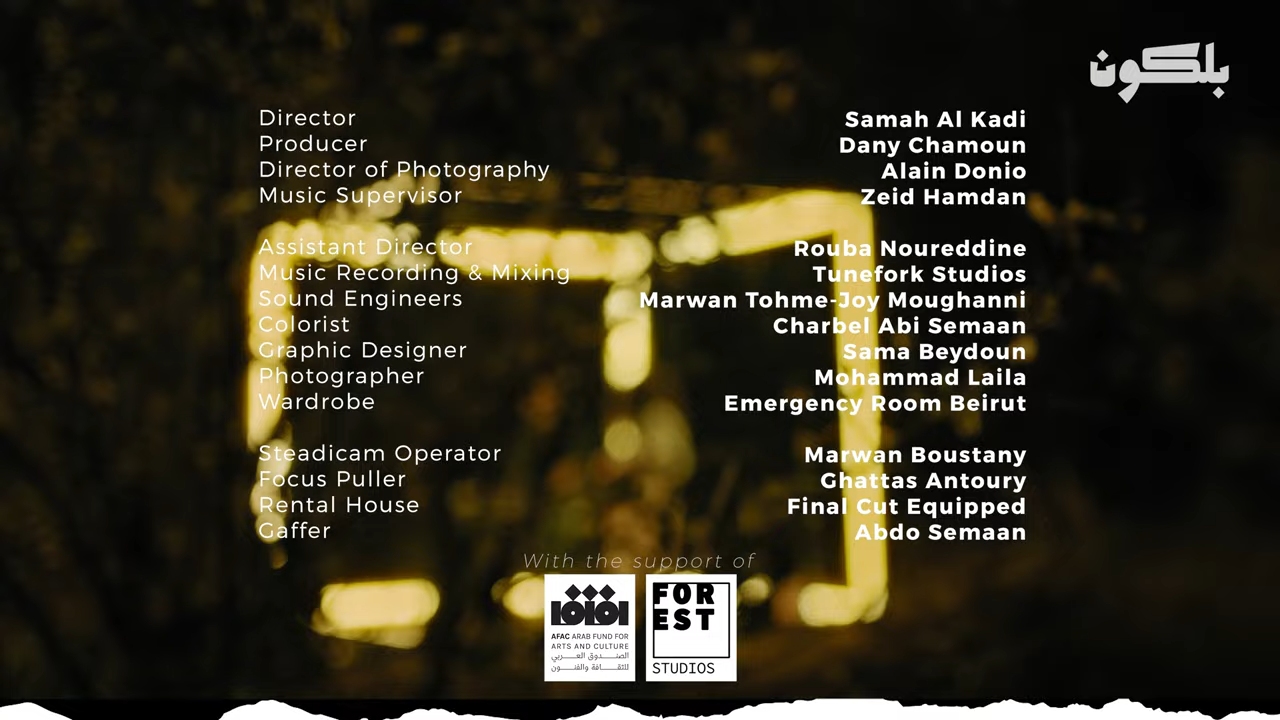 بلكون
Director Samah Al Kadi
Producer Dany Chamoun
Director of Photography Alain Donio
Music Supervisor Zeid Hamdan
Assistant Director Rouba Noureddine
Music Recording & Mixing Tunefork Studios
Sound Engineers Marwan Tohme-Joy Moughanni
Colorist Charbel Abi Semaan
Graphic Designer Sama Beydoun
Photographer Mohammad Laila
Wardrobe Emergency Room Beirut
Steadicam Operator Marwan Boustany
Focus Puller Ghattas Antoury
Rental House Final Cut Equipped
Gaffer Abdo Semaan
With the support of
AFAC ARAB FUND FOR
ARTS AND CULTURE
الصندوق العربي
للثقافة والفنون
FOR
EST
STUDIOS